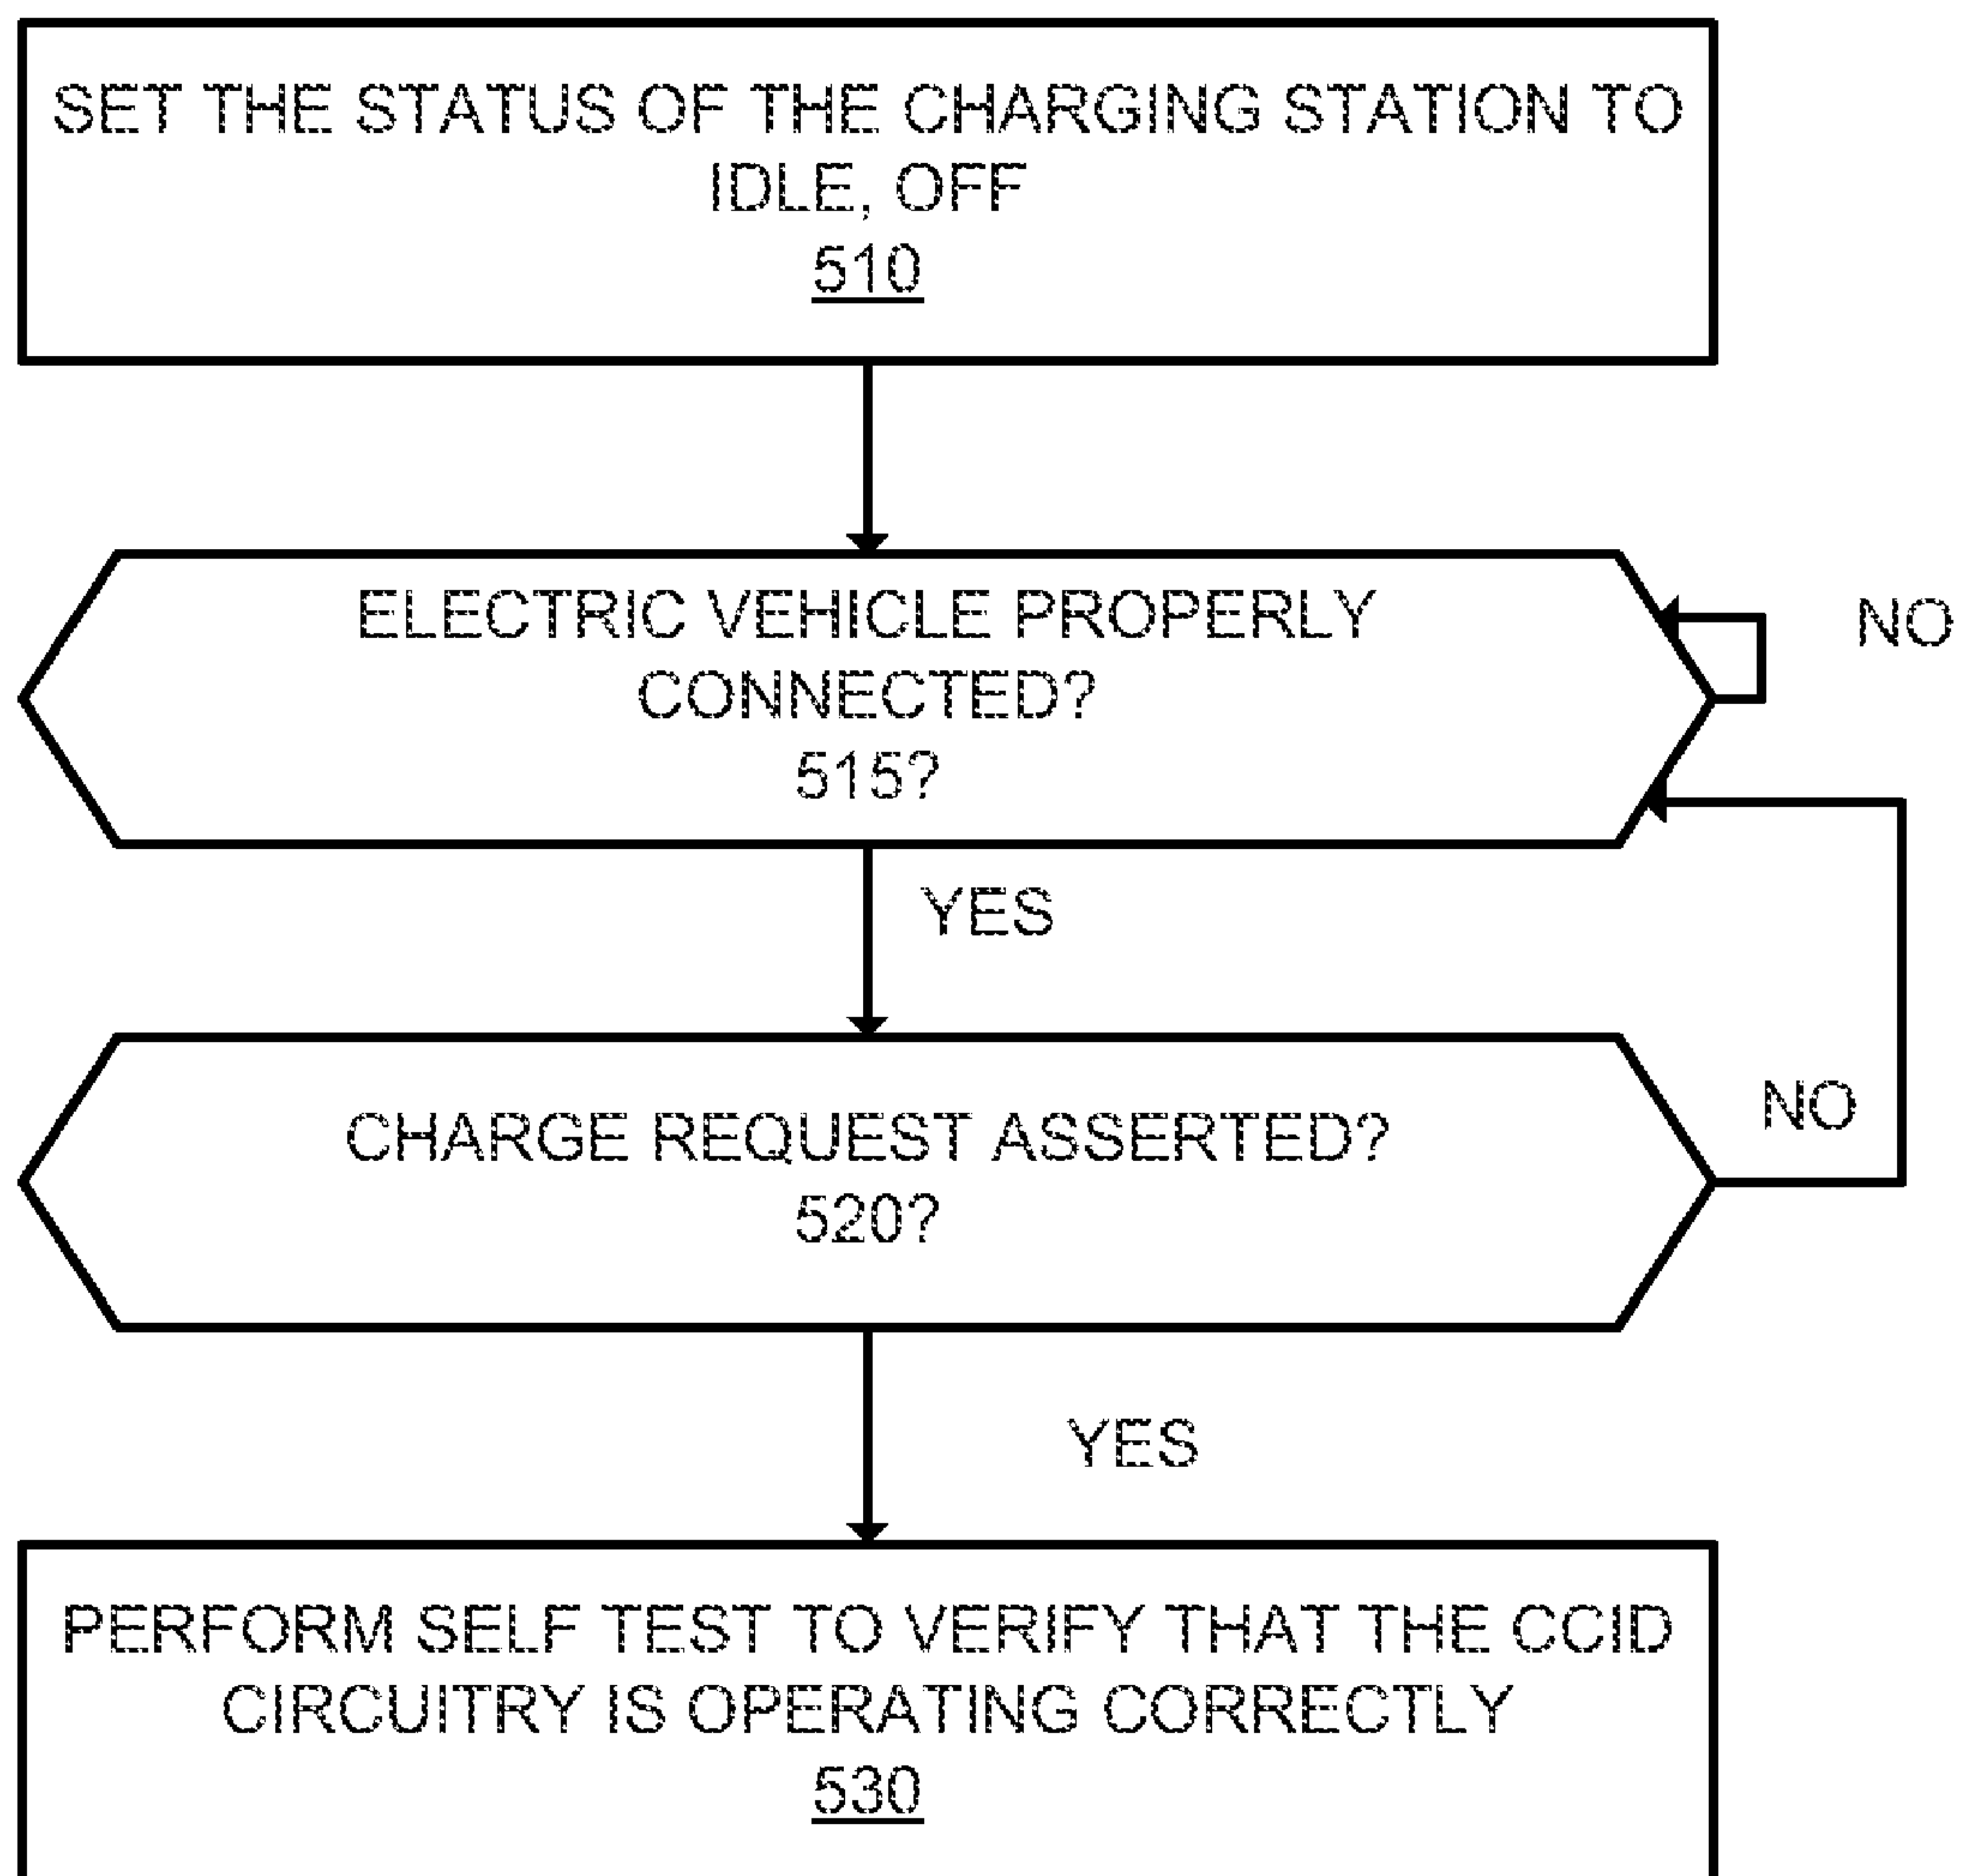 SET THE STATUS OF THE CHARGING STATION TO
IDLE, OFF
510
ELECTRIC VEHICLE PROPERLY
CONNECTED?
515?
NO
YES
CHARGE REQUEST ASSERTED?
520?
NO
YES
PERFORM SELF TEST TO VERIFY THAT THE CCID
CIRCUITRY IS OPERATING CORRECTLY
530